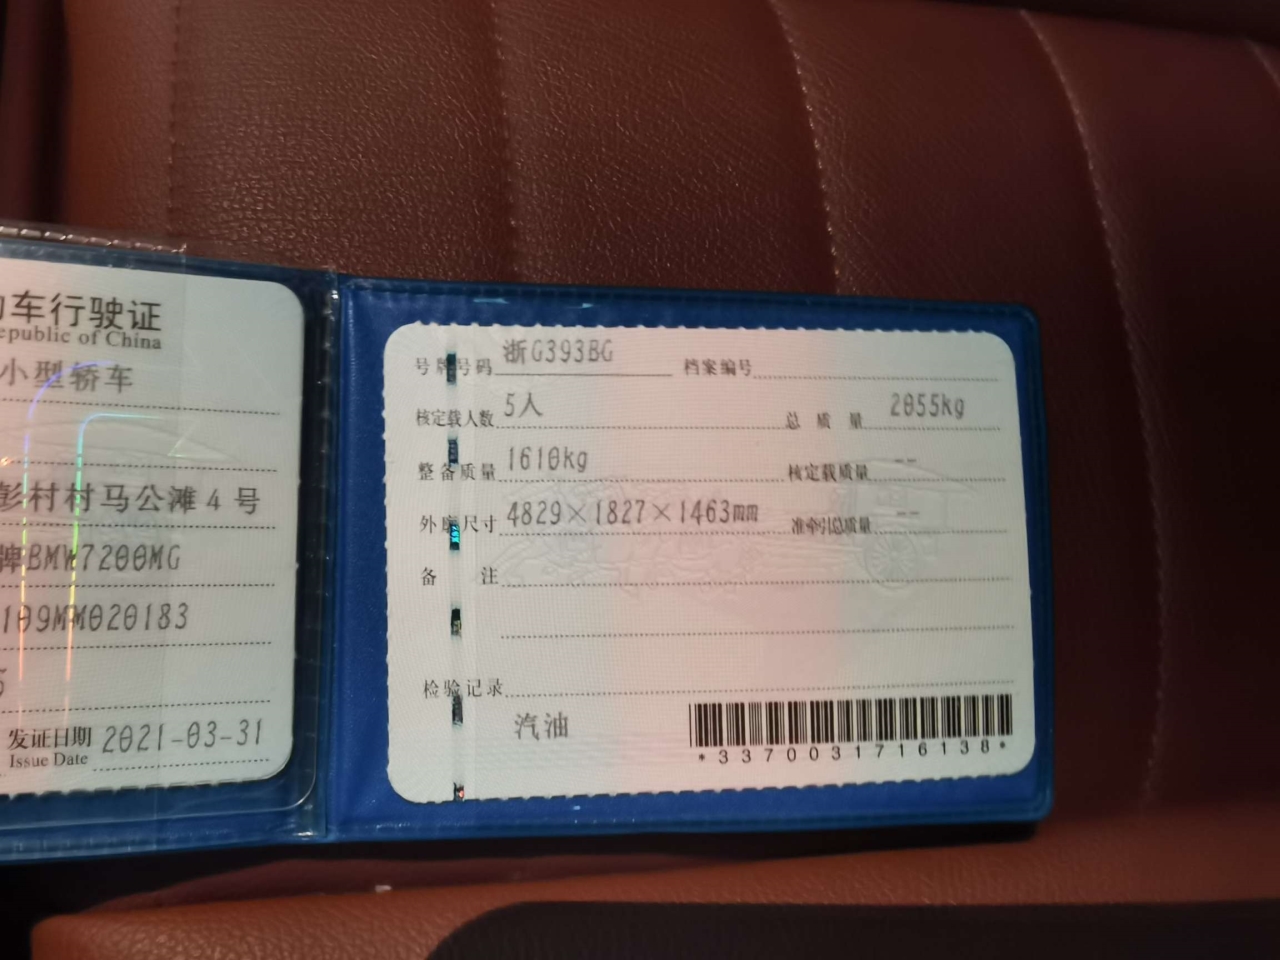 车行驶证
epublic of China
小型轿车
彭村村马公滩4号
牌BMW7200MG
109MM020183
发证日期 2021-03-31
Issue Date
号牌号码 浙G393BG 档案编号
核定载人数 5人 总质量 2055kg
整备质量 1610kg 核定载质量 --
外廓尺寸 4829×1827×1463mm 准牵引总质量 --
备注
检验记录
汽油
*3370031716138*